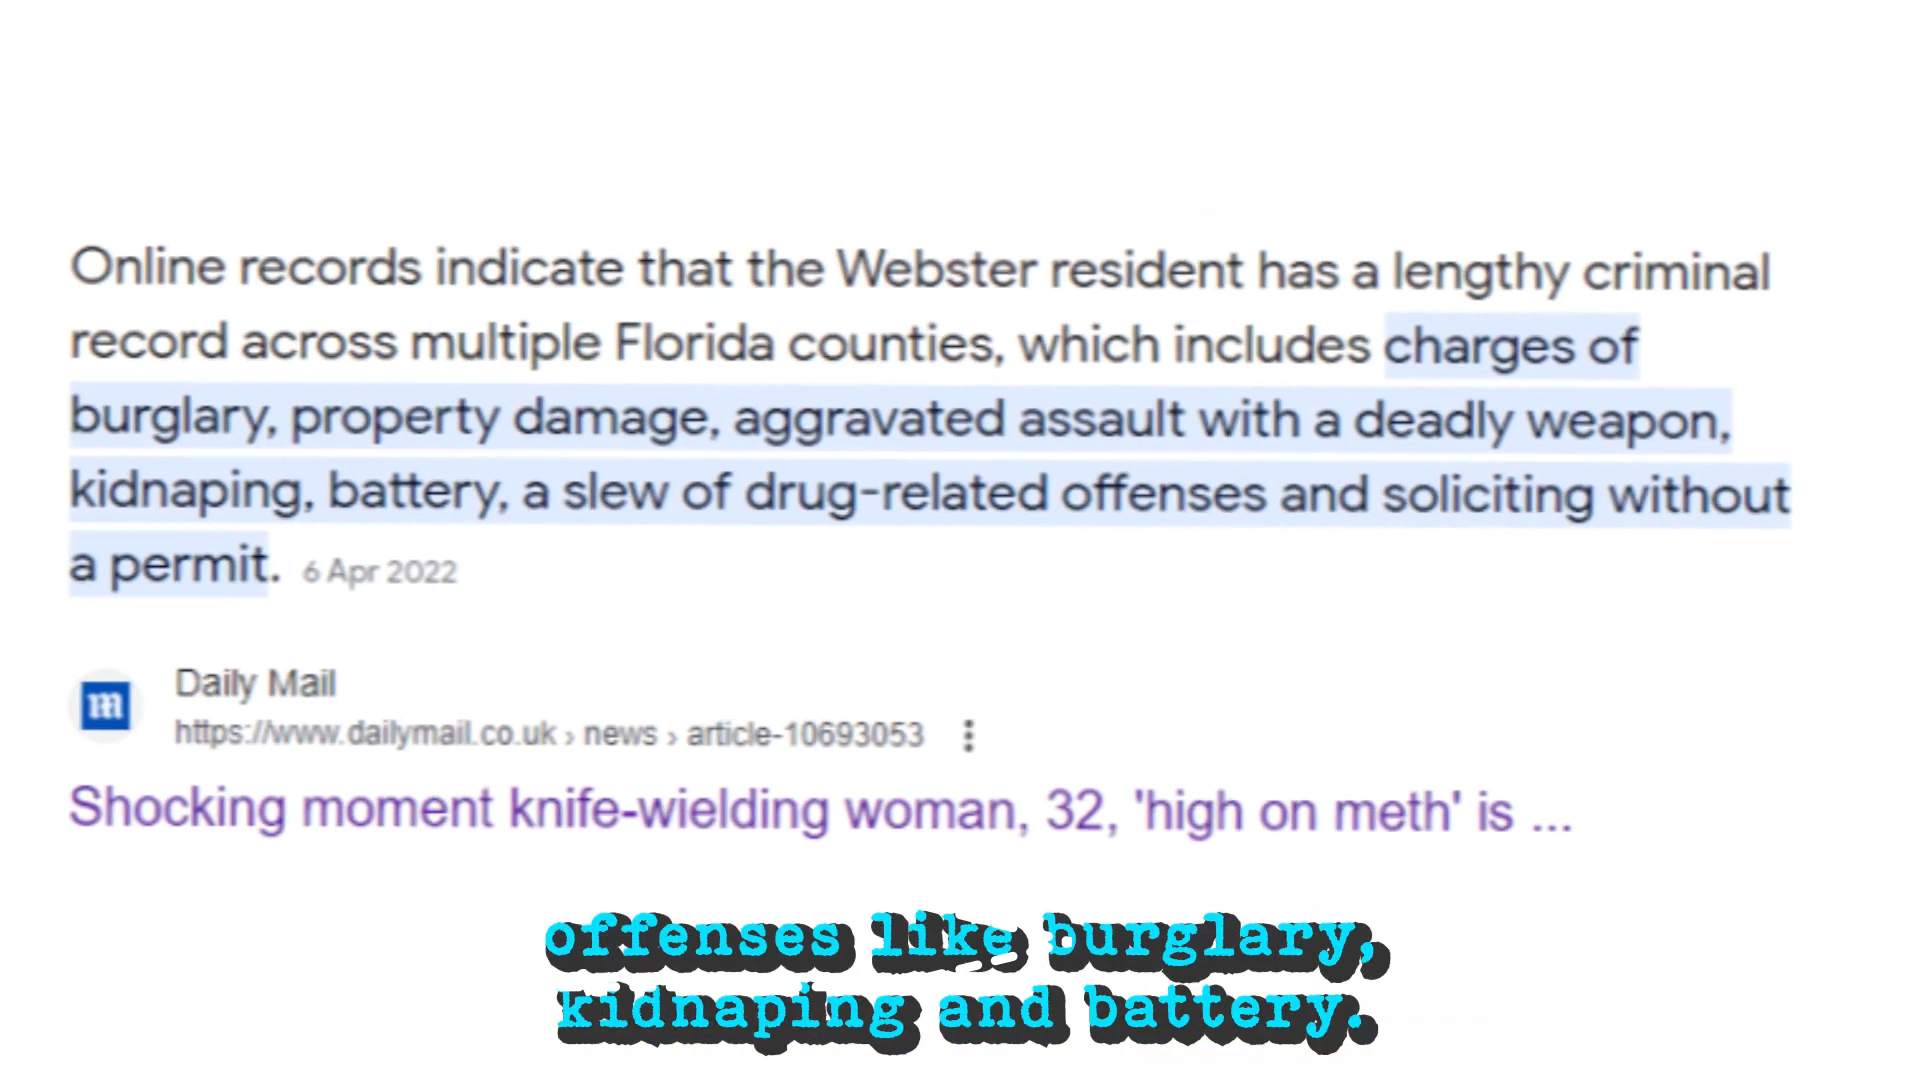 Online records indicate that the Webster resident has a lengthy criminal
record across multiple Florida counties, which includes charges of
burglary, property damage, aggravated assault with a deadly weapon,
kidnaping, battery, a slew of drug-related offenses and soliciting without
a permit. 6 Apr 2022
m
Daily Mail
https://www.dailymail.co.uk › news › article-10693053
Shocking moment knife-wielding woman, 32, 'high on meth' is ...
offenses like burglary,
kidnaping and battery.